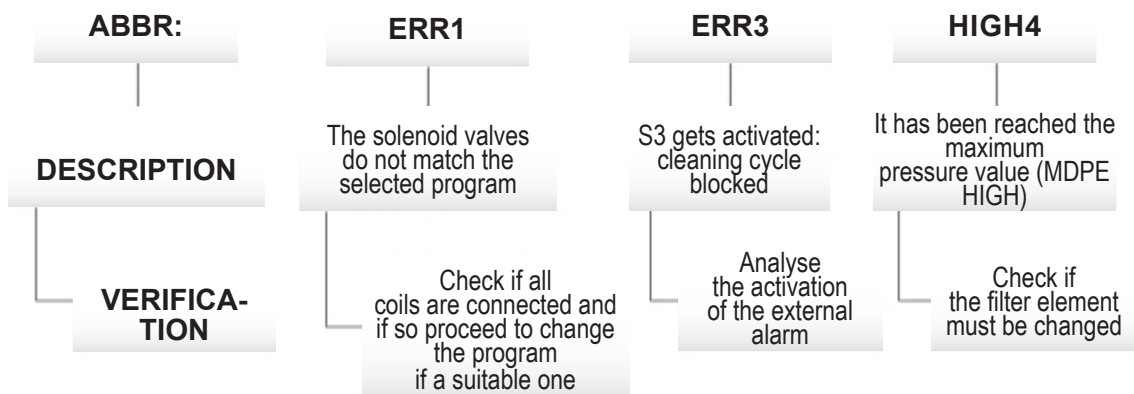 ABBR:
DESCRIPTION
VERIFICA-
TION
ERR1
The solenoid valves
do not match the
selected program
Check if all
coils are connected and
if so proceed to change
the program
if a suitable one
ERR3
S3 gets activated:
cleaning cycle
blocked
Analyse
the activation
of the external
alarm
HIGH4
It has been reached the
maximum
pressure value (MDPE
HIGH)
Check if
the filter element
must be changed